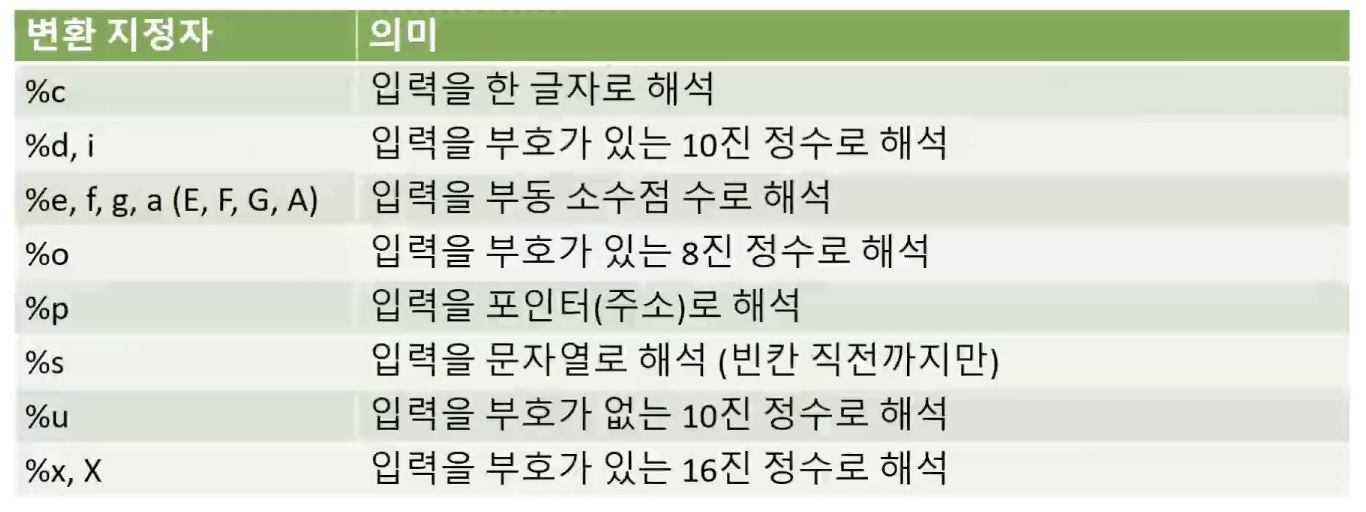 변환 지정자 의미
%c 입력을 한 글자로 해석
%d, i 입력을 부호가 있는 10진 정수로 해석
%e, f, g, a (E, F, G, A) 입력을 부동 소수점 수로 해석
%o 입력을 부호가 있는 8진 정수로 해석
%p 입력을 포인터(주소)로 해석
%s 입력을 문자열로 해석 (빈칸 직전까지만)
%u 입력을 부호가 없는 10진 정수로 해석
%x, X 입력을 부호가 있는 16진 정수로 해석